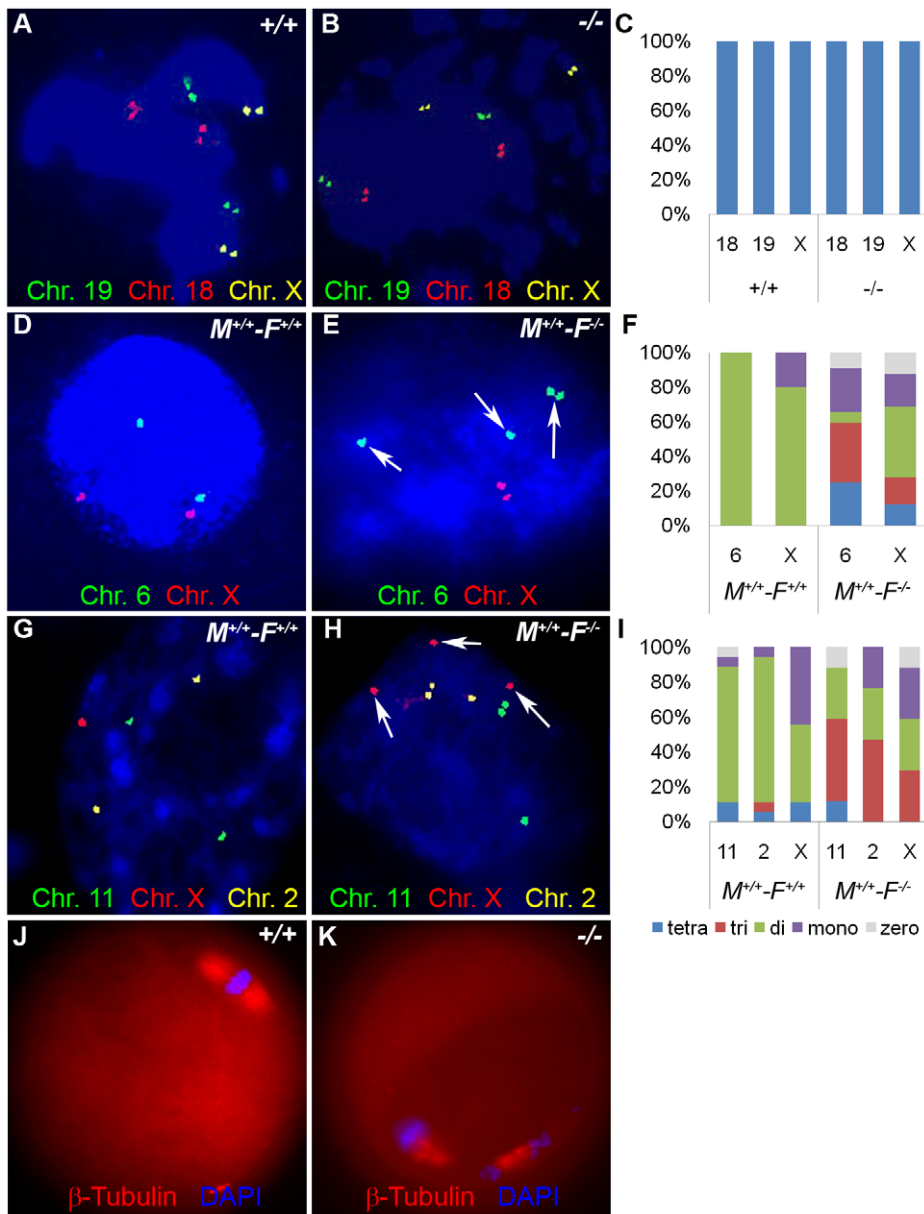 A +/+
B -/-
C
100%
80%
60%
40%
20%
0%
18 19 X 18 19 X
+/+ -/-
Chr. 19 Chr. 18 Chr. X
Chr. 19 Chr. 18 Chr. X
D M+/+-F+/+
E M+/+-F-/-
F
100%
80%
60%
40%
20%
0%
6 X 6 X
M+/+-F+/+ M+/+-F-/-
Chr. 6 Chr. X
Chr. 6 Chr. X
G M+/+-F+/+
H M+/+-F-/-
I
100%
80%
60%
40%
20%
0%
11 2 X 11 2 X
M+/+-F+/+ M+/+-F-/-
tetra tri di mono zero
Chr. 11 Chr. X Chr. 2
Chr. 11 Chr. X Chr. 2
J +/+
K -/-
β-Tubulin DAPI
β-Tubulin DAPI